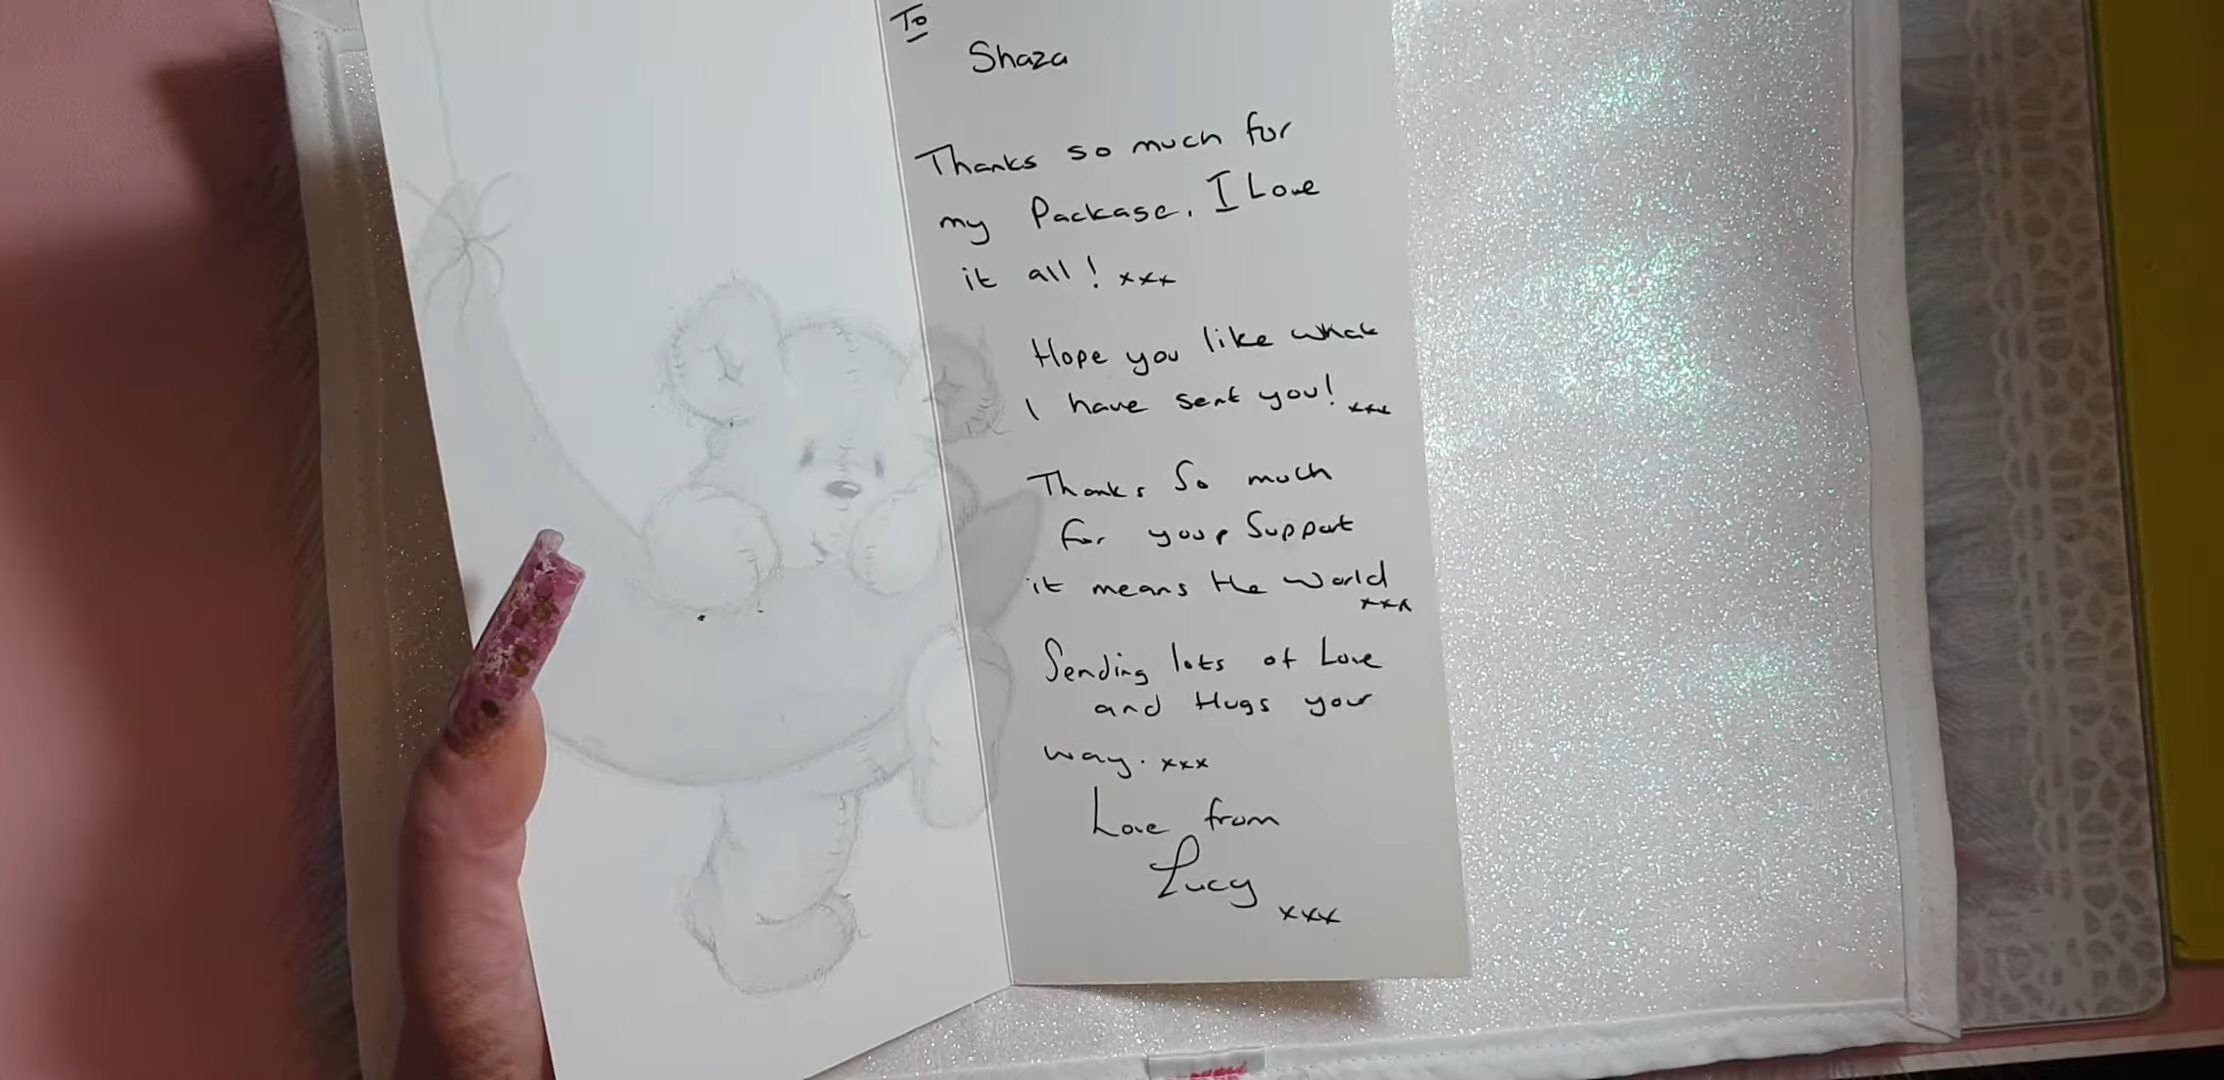 To
Shaza
Thanks so much for
my Package. I Love
it all! xxx
Hope you like what
I have sent you! xxx
Thanks So much
for your Support
it means the world
xxx
Sending lots of Love
and Hugs your
way. xxx
Love from
Lucy
xxx